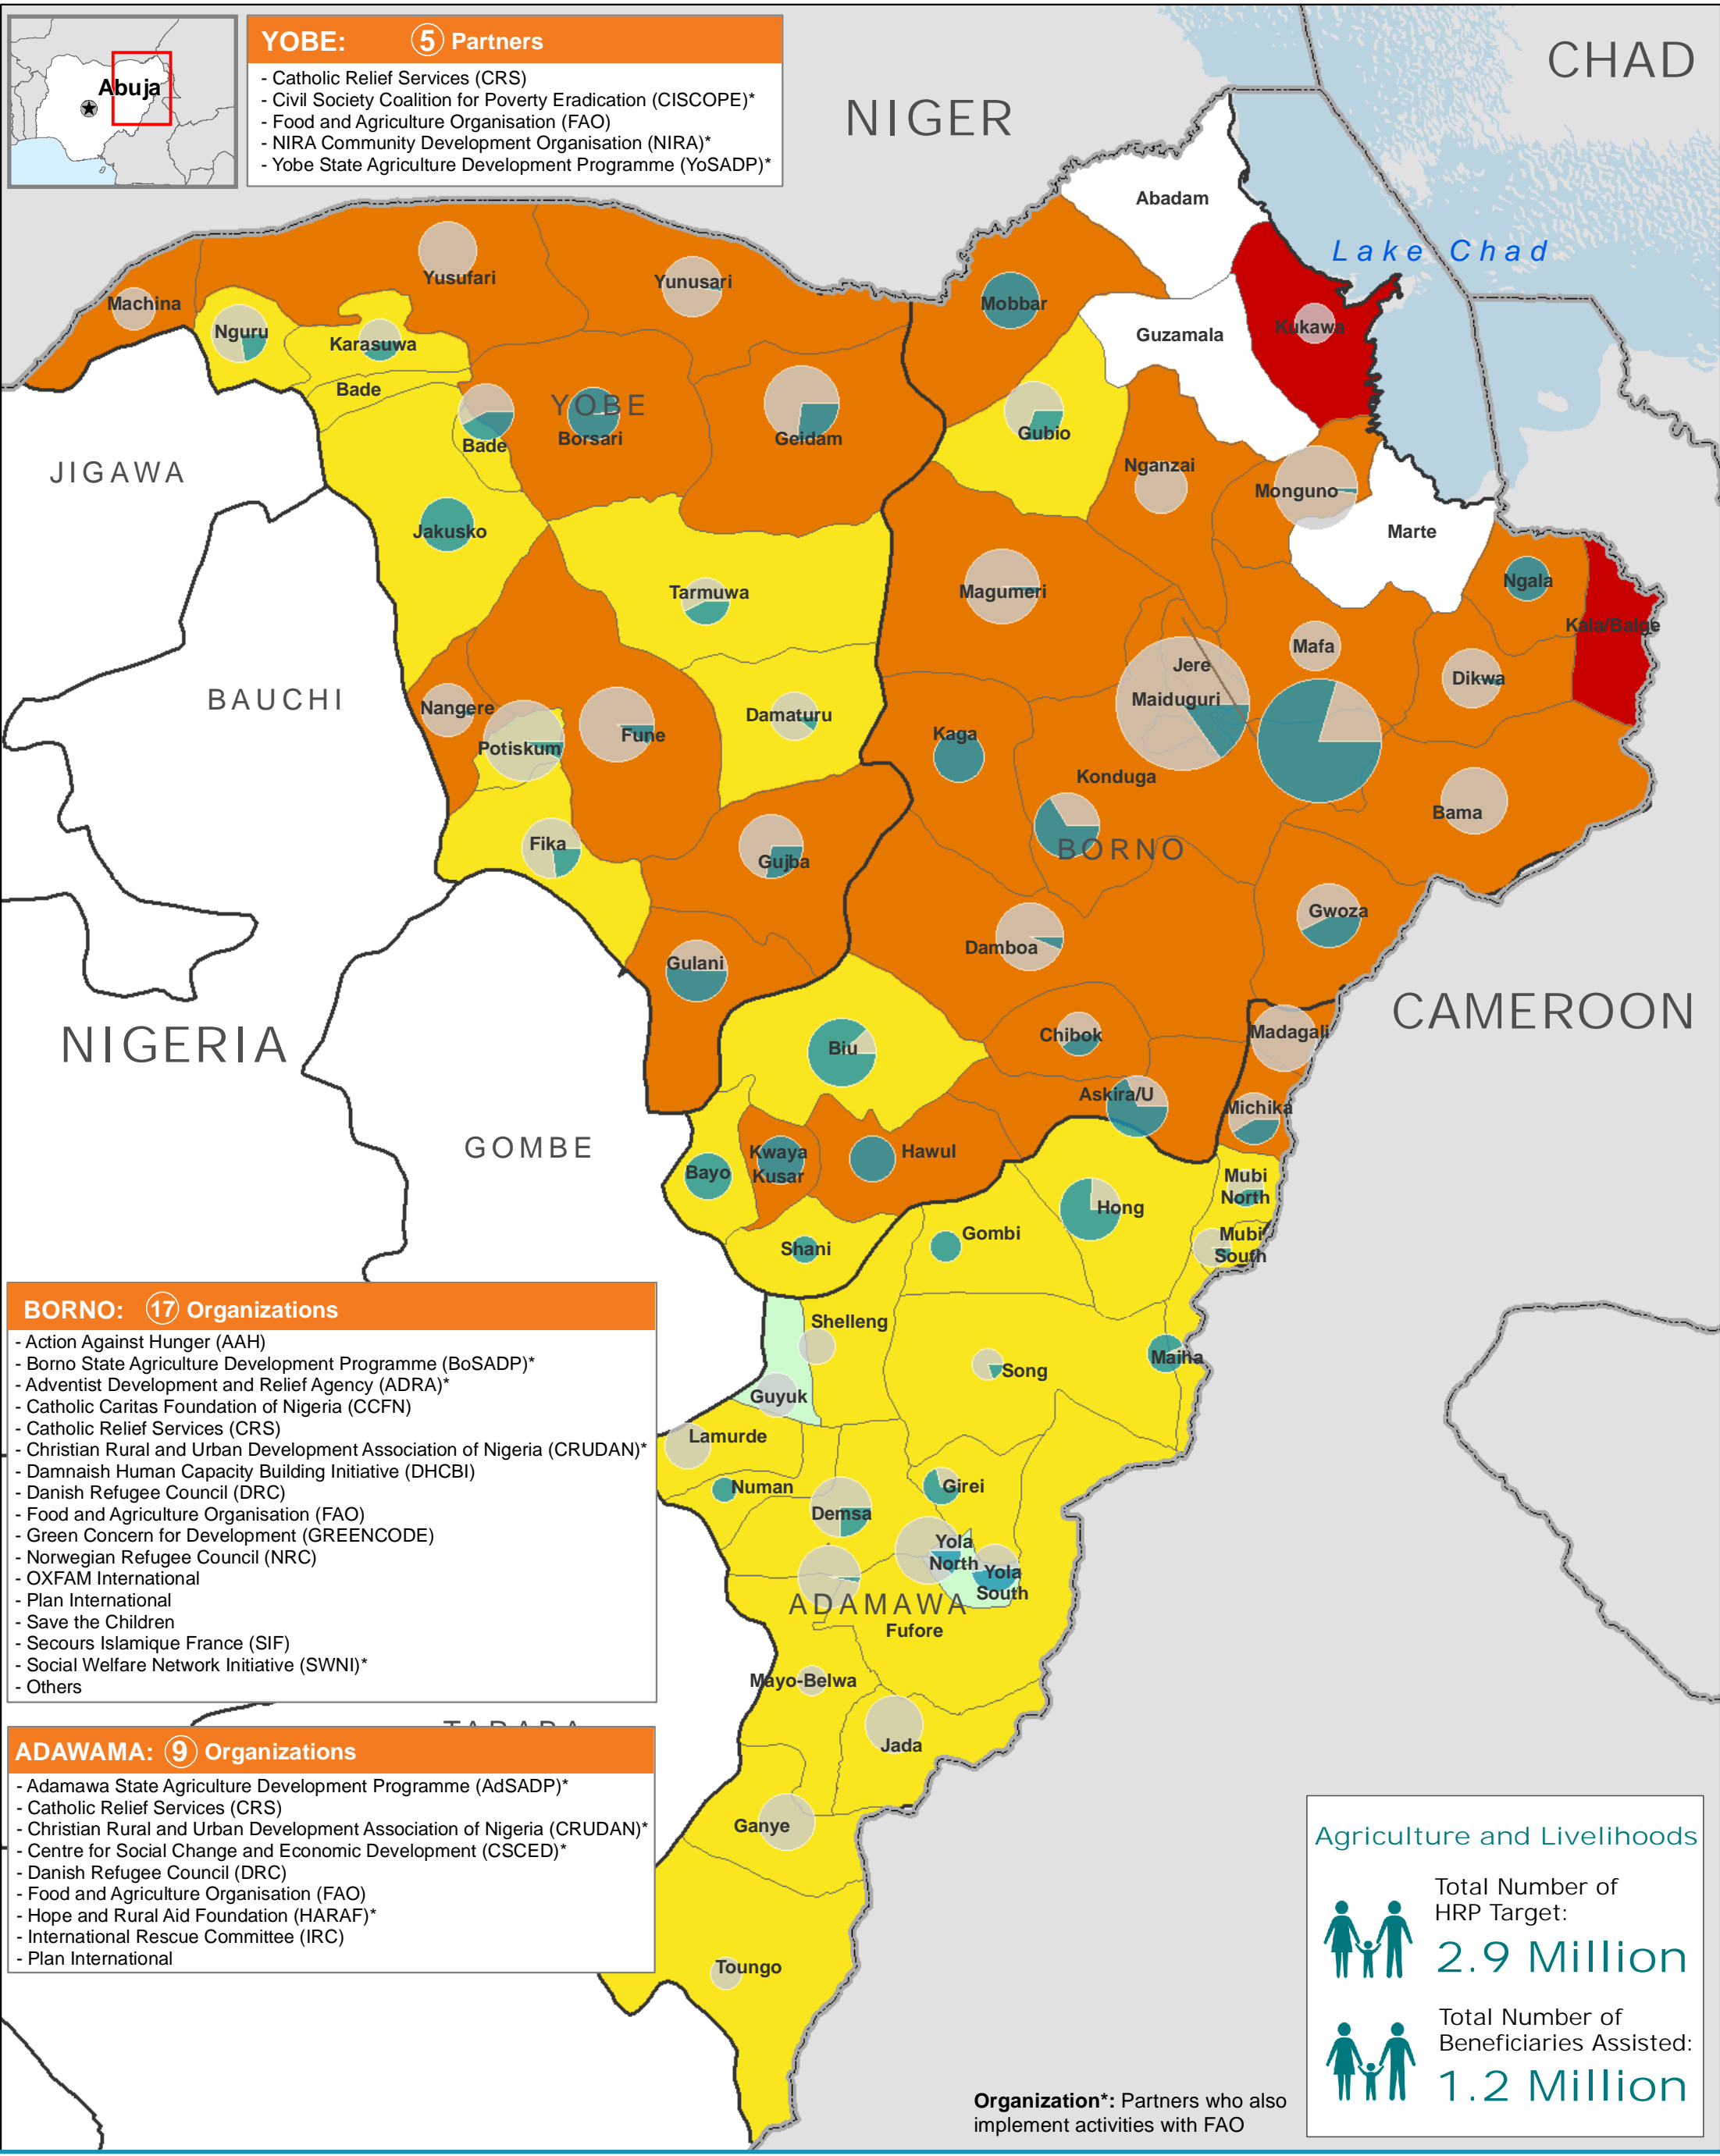 Abuja
YOBE: 5 Partners
- Catholic Relief Services (CRS)
- Civil Society Coalition for Poverty Eradication (CISCOPE)*
- Food and Agriculture Organisation (FAO)
- NIRA Community Development Organisation (NIRA)*
- Yobe State Agriculture Development Programme (YoSADP)*
CHAD
NIGER
Abadam
Lake Chad
Yusufari
Yunusari
Machina
Mobbar
Kukawa
Nguru
Karasuwa
Guzamala
Bade
YOBE
Borsari
Geidam
Gubio
Bade
JIGAWA
Nganzai
Monguno
Jakusko
Marte
Tarmuwa
Magumeri
Ngala
Kala/Balge
Mafa
Jere
Maiduguri
Dikwa
BAUCHI
Nangere
Damaturu
Potiskum
Fune
Kaga
Konduga
Bama
Fika
BORNO
Gujba
Gwoza
Damboa
Gulani
CAMEROON
NIGERIA
Chibok
Madagali
Biu
Askira/U
Michika
GOMBE
Kwaya
Kusar
Hawul
Bayo
Mubi
North
Hong
Gombi
Mubi
South
Shani
BORNO: 17 Organizations
- Action Against Hunger (AAH)
- Borno State Agriculture Development Programme (BoSADP)*
- Adventist Development and Relief Agency (ADRA)*
- Catholic Caritas Foundation of Nigeria (CCFN)
- Catholic Relief Services (CRS)
- Christian Rural and Urban Development Association of Nigeria (CRUDAN)*
- Damnaish Human Capacity Building Initiative (DHCBI)
- Danish Refugee Council (DRC)
- Food and Agriculture Organisation (FAO)
- Green Concern for Development (GREENCODE)
- Norwegian Refugee Council (NRC)
- OXFAM International
- Plan International
- Save the Children
- Secours Islamique France (SIF)
- Social Welfare Network Initiative (SWNI)*
- Others
Shelleng
Maiha
Song
Guyuk
Lamurde
Numan
Girei
Demsa
Yola
North
Yola
South
ADAMAWA
Fufore
Mayo-Belwa
Jada
Ganye
Toungo
TARABA
ADAWAMA: 9 Organizations
- Adamawa State Agriculture Development Programme (AdSADP)*
- Catholic Relief Services (CRS)
- Christian Rural and Urban Development Association of Nigeria (CRUDAN)*
- Centre for Social Change and Economic Development (CSCED)*
- Danish Refugee Council (DRC)
- Food and Agriculture Organisation (FAO)
- Hope and Rural Aid Foundation (HARAF)*
- International Rescue Committee (IRC)
- Plan International
Agriculture and Livelihoods
Total Number of
HRP Target:
2.9 Million
Total Number of
Beneficiaries Assisted:
1.2 Million
Organization*: Partners who also
implement activities with FAO